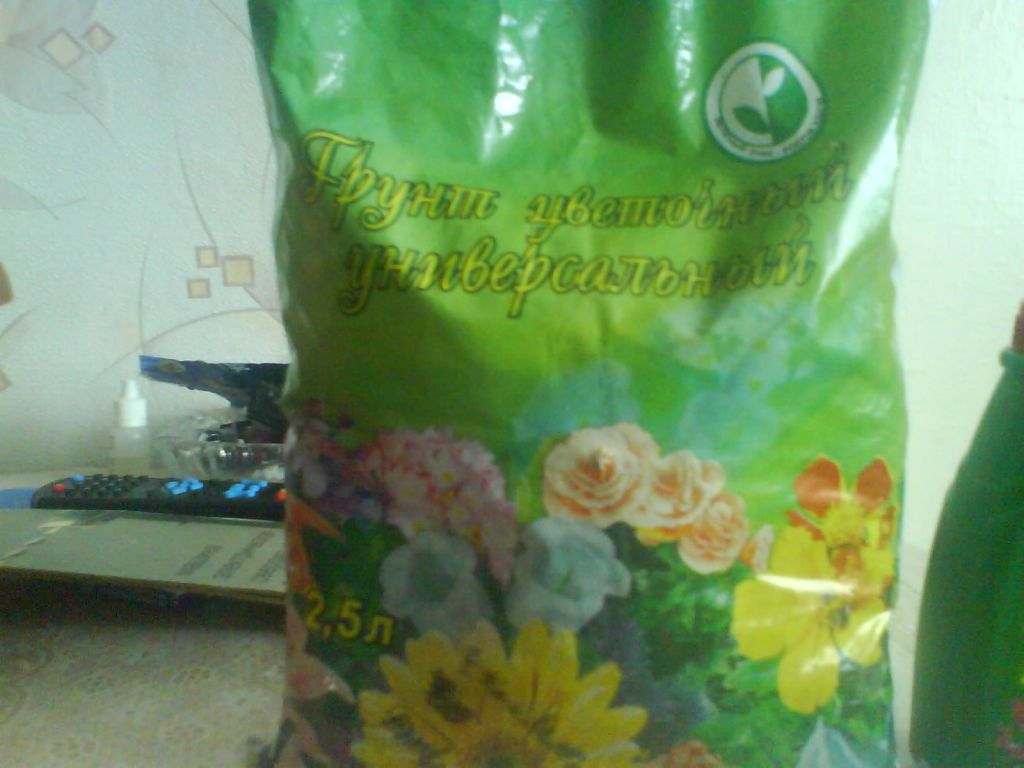 Грунт цветочный
универсальный
2,5 л